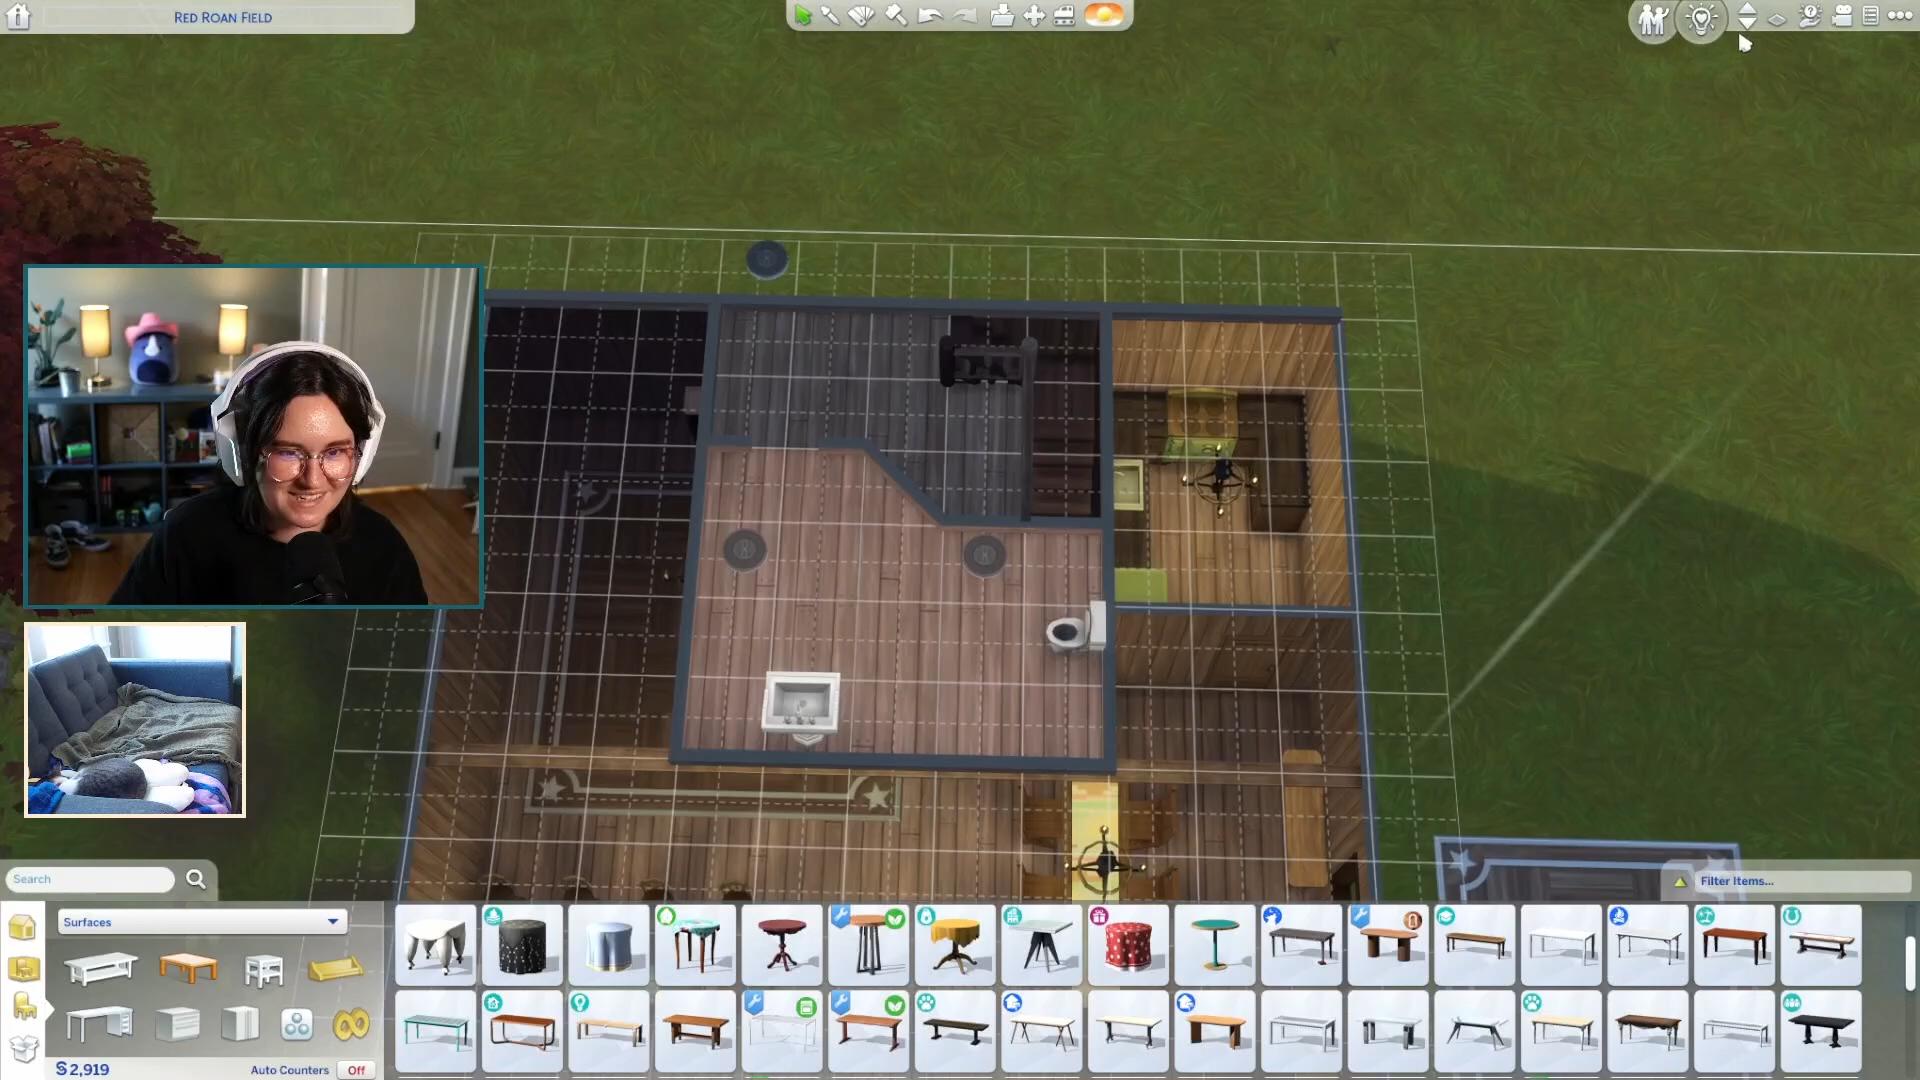 RED ROAN FIELD
Search
Filter Items...
Surfaces
§2,919
Auto Counters
Off